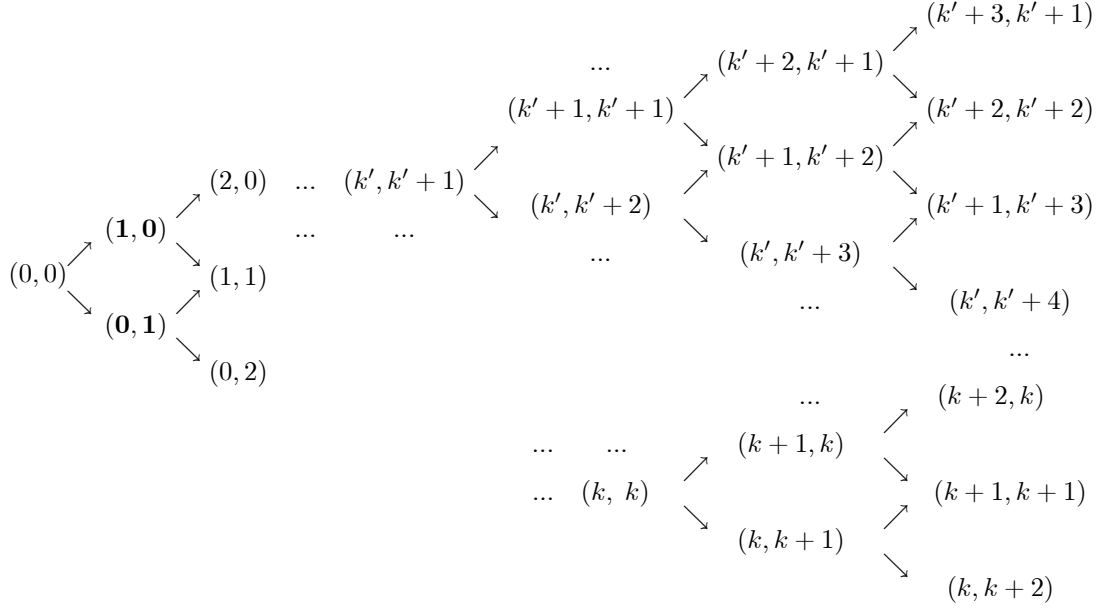 (k′ + 3, k′ + 1)
... (k′ + 2, k′ + 1)
(k′ + 1, k′ + 1) (k′ + 2, k′ + 2)
(k′ + 1, k′ + 2)
(2, 0) ... (k′, k′ + 1)
(k′, k′ + 2) (k′ + 1, k′ + 3)
(1, 0) ... ...
... (k′, k′ + 3)
(0, 0) (1, 1)
... (k′, k′ + 4)
(0, 1)
...
(0, 2)
... (k + 2, k)
... ... (k + 1, k)
... (k, k) (k + 1, k + 1)
(k, k + 1)
(k, k + 2)